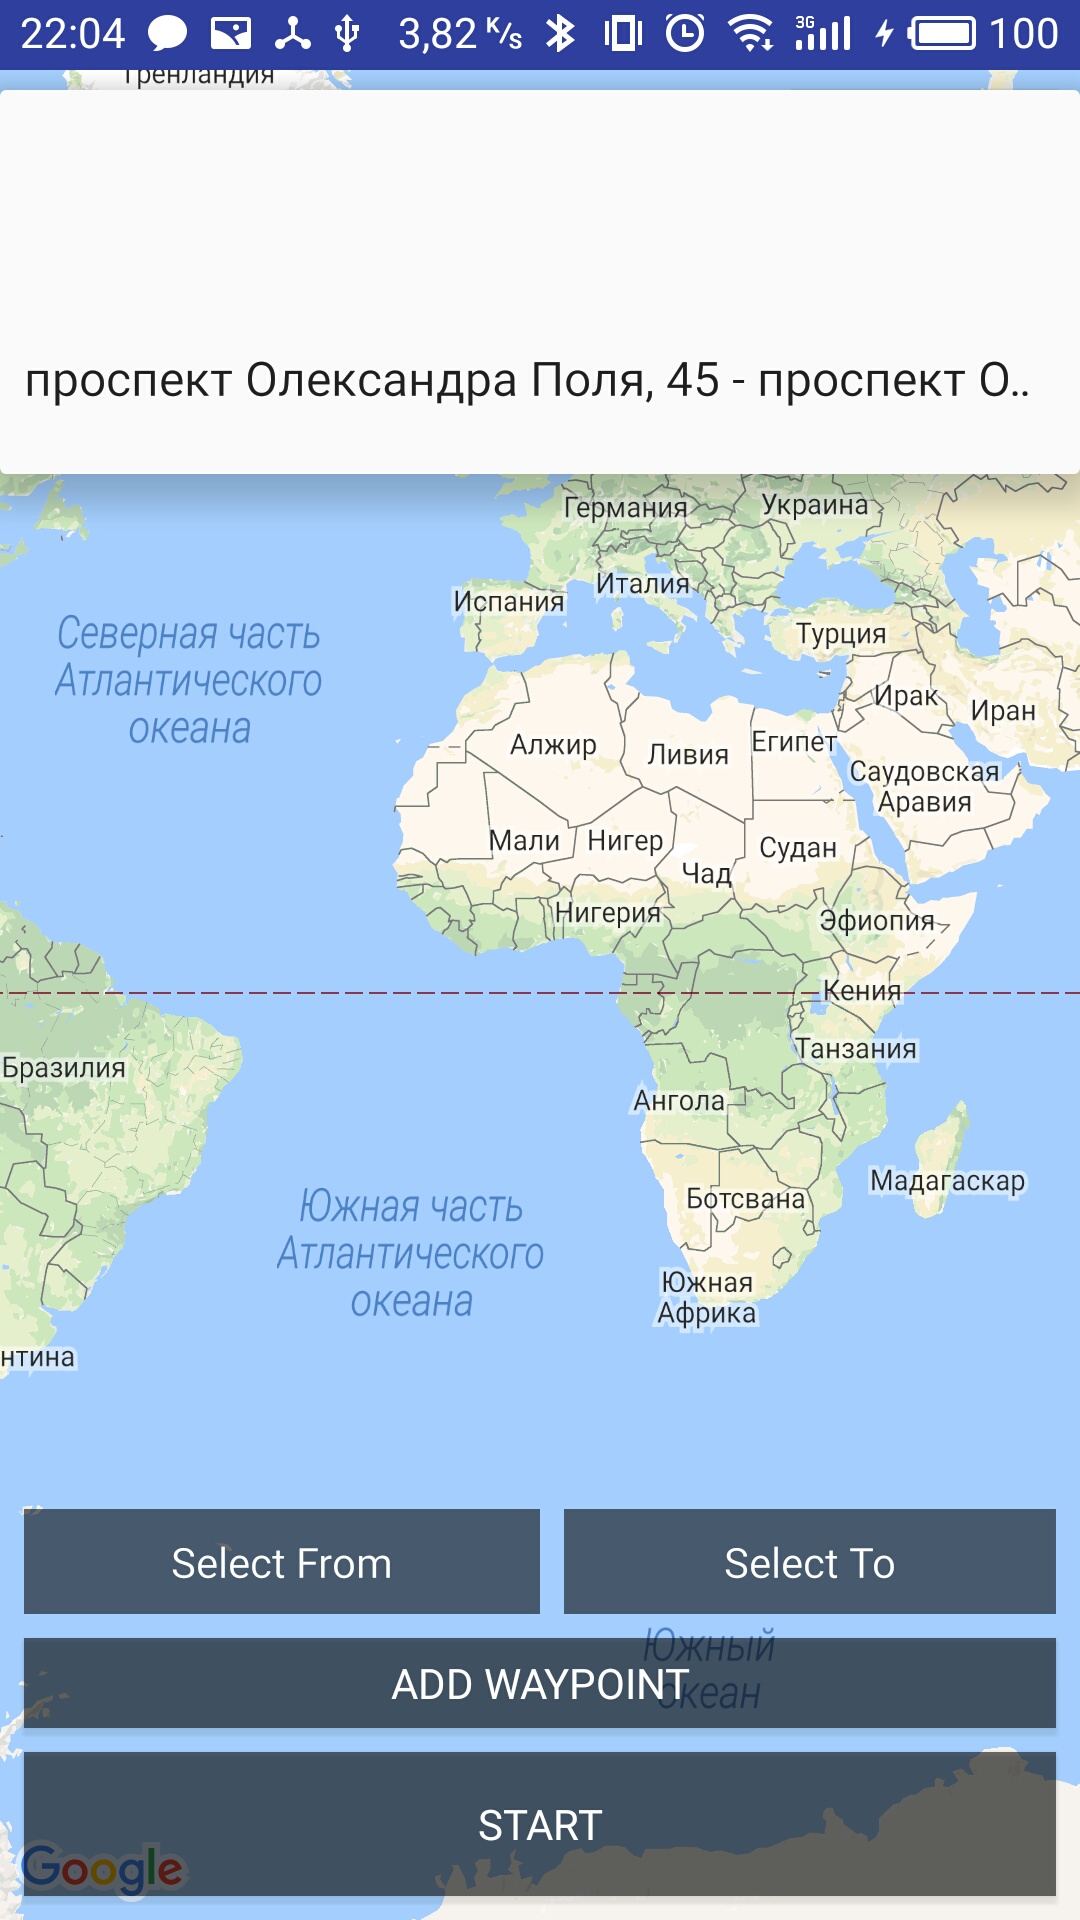 22:04 3,82 K/s 3G 100
Гренландия
проспект Олександра Поля, 45 - проспект О..
Германия Украина
Италия
Испания
Турция
Северная часть
Атлантического
океана
Ирак
Иран
Алжир
Ливия
Египет
Саудовская
Аравия
Мали
Нигер
Судан
Чад
Нигерия
Эфиопия
Кения
Танзания
Бразилия
Ангола
Мадагаскар
Ботсвана
Южная часть
Атлантического
океана
Южная
Африка
нтина
Select From Select To
Южный
океан
ADD WAYPOINT
START
Google